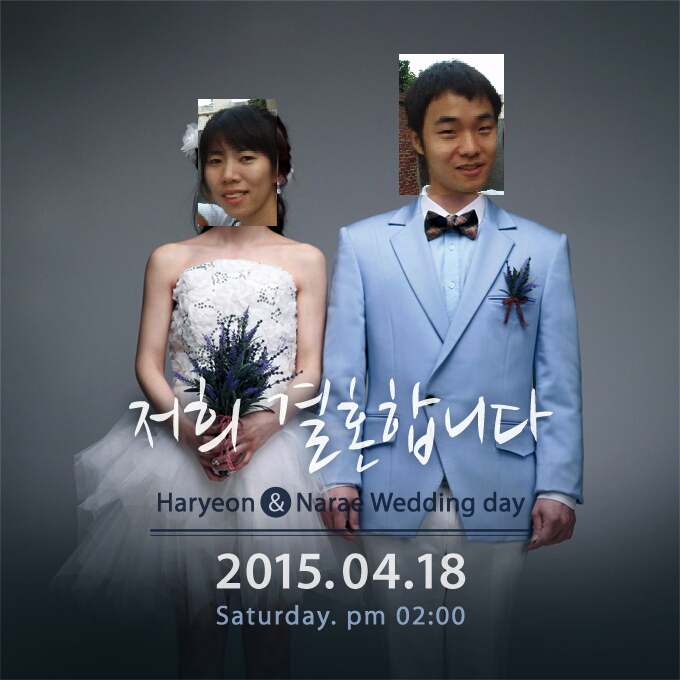 저희 결혼합니다
Haryeon & Narae Wedding day
2015.04.18
Saturday. pm 02:00